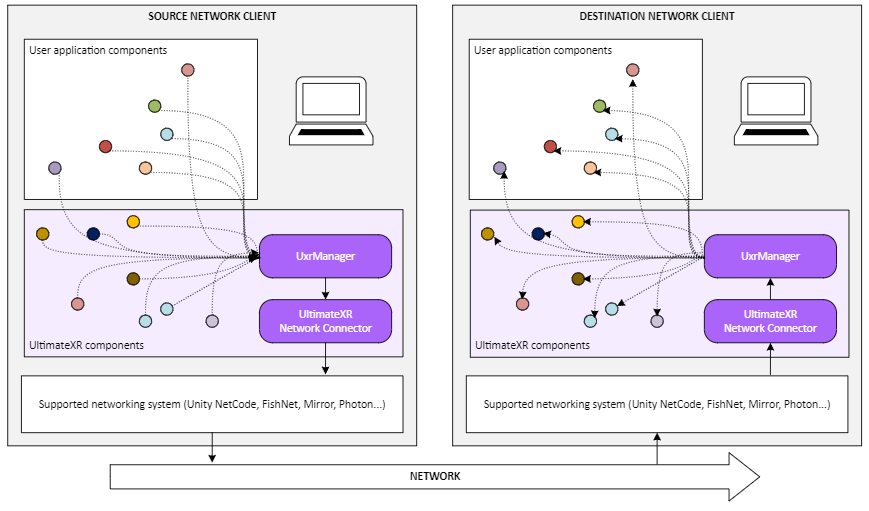 SOURCE NETWORK CLIENT
User application components
UxrManager
UltimateXR
Network Connector
UltimateXR components
Supported networking system (Unity NetCode, FishNet, Mirror, Photon...)
DESTINATION NETWORK CLIENT
User application components
UxrManager
UltimateXR
Network Connector
UltimateXR components
Supported networking system (Unity NetCode, FishNet, Mirror, Photon...)
NETWORK